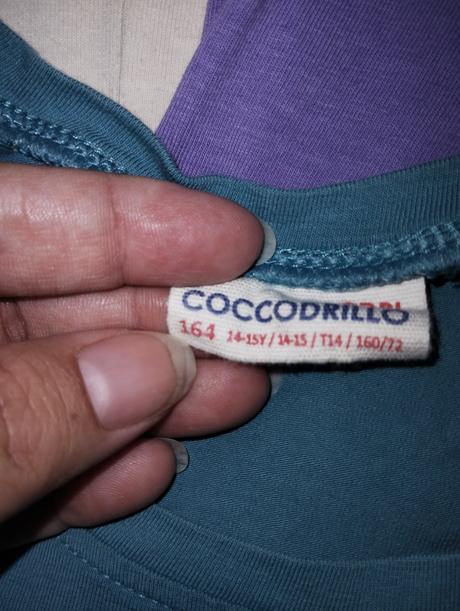 COCCODRILLO
164 14-15Y / 14-15 / T14 / 160/72